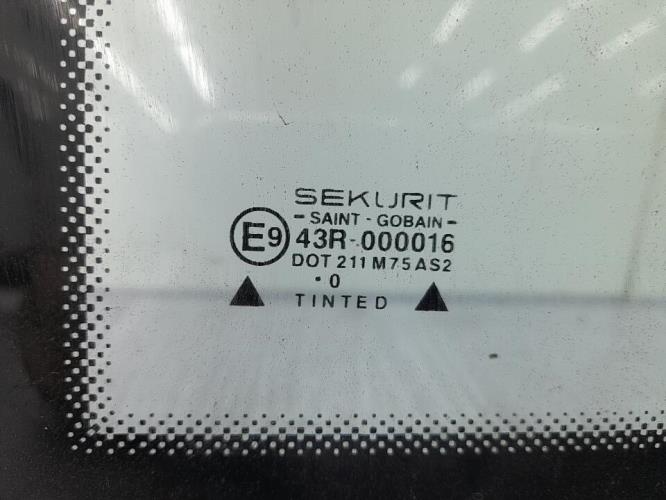 SEKURIT
- SAINT - GOBAIN -
E9 43R-000016
DOT 211 M75 AS2
·0
TINTED